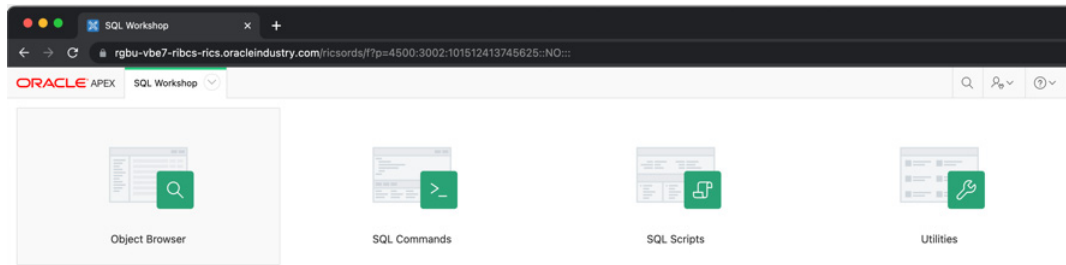 SQL Workshop
rgbu-vbe7-ribcs-rics.oracleindustry.com/ricsords/f?p=4500:3002:101512413745625::NO:::
ORACLE APEX SQL Workshop
Object Browser SQL Commands SQL Scripts Utilities